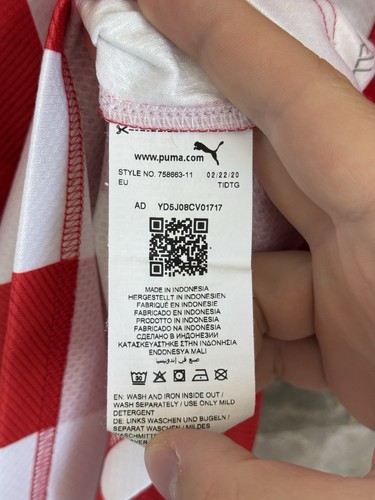 www.puma.com
STYLE NO. 758663-11 02/22/20
EU TIDTG
AD YD5J08CV01717
MADE IN INDONESIA
HERGESTELLT IN INDONESIEN
FABRIQUÉ EN INDONESIE
FABRICADO EN INDONESIA
PRODOTTO IN INDONESIA
FABRICADO NA INDONÉSIA
СДЕЛАНО В ИНДОНЕЗИИ
ΚΑΤΑΣΚΕΥΑΣΤΗΚΕ ΣΤΗΝ ΙΝΔΟΝΗΣΙΑ
ENDONESYA MALI
صنع في إندونيسيا
EN: WASH AND IRON INSIDE OUT /
WASH SEPARATELY / USE ONLY MILD
DETERGENT
DE: LINKS WASCHEN UND BUGELN /
SEPARAT WASCHEN / MILDES